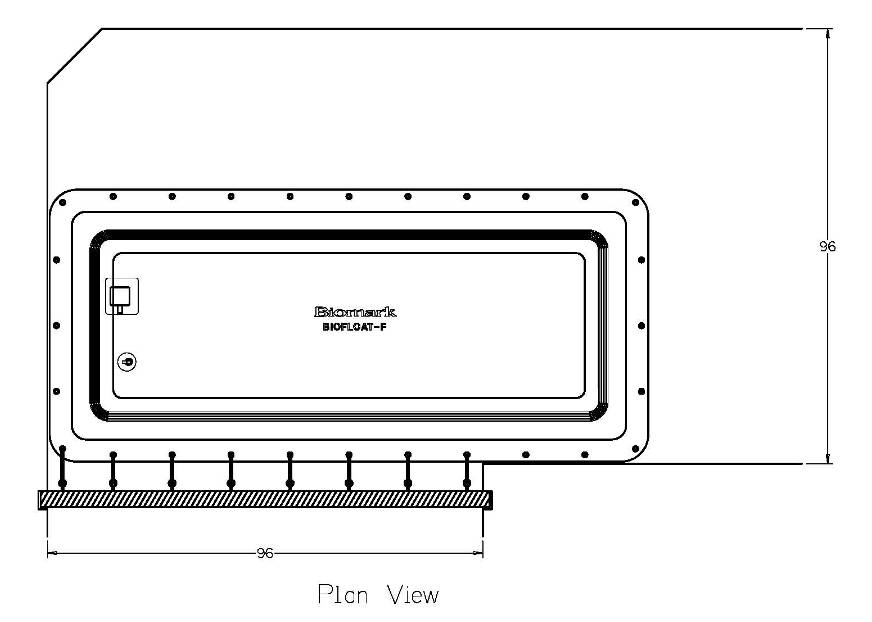 96
Biomark
BIOFLOAT-F
96
Plan View